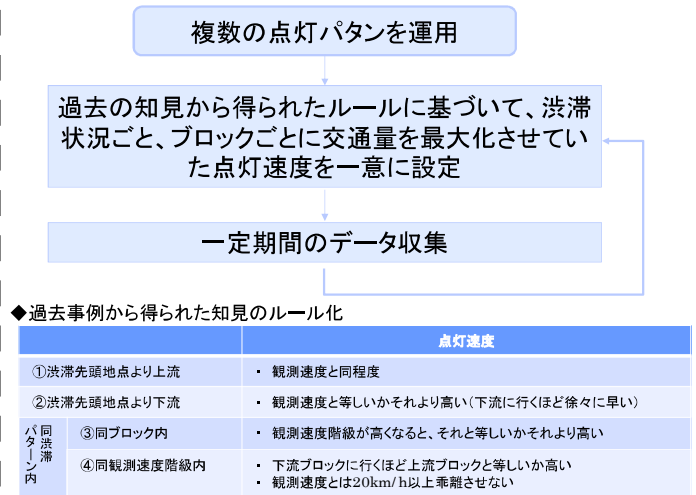 複数の点灯パタンを運用
過去の知見から得られたルールに基づいて、渋滞
状況ごと、ブロックごとに交通量を最大化させてい
た点灯速度を一意に設定
一定期間のデータ収集
◆過去事例から得られた知見のルール化
点灯速度
①渋滞先頭地点より上流
・ 観測速度と同程度
②渋滞先頭地点より下流
・ 観測速度と等しいかそれより高い（下流に行くほど徐々に早い）
同渋滞
パターン内
③同ブロック内
・ 観測速度階級が高くなると、それと等しいかそれより高い
④同観測速度階級内
・ 下流ブロックに行くほど上流ブロックと等しいか高い
・ 観測速度とは20km/h以上乖離させない